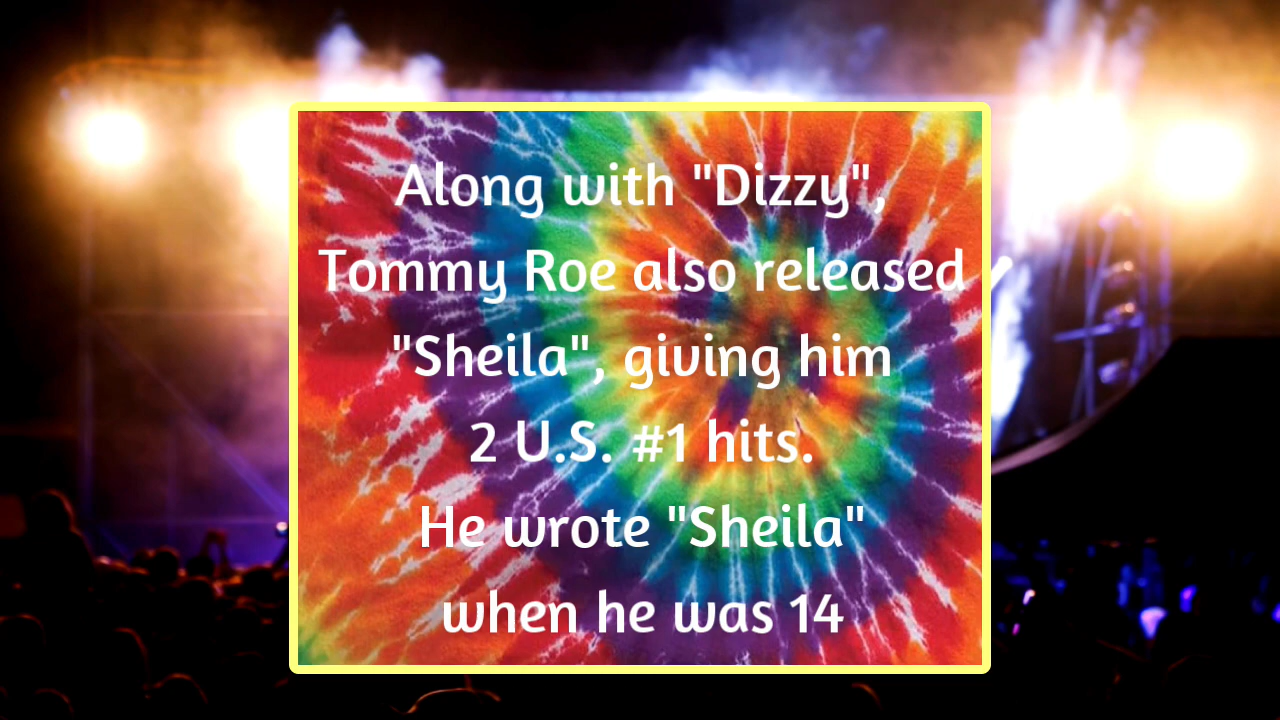 Along with "Dizzy",
Tommy Roe also released
"Sheila", giving him
2 U.S. #1 hits.
He wrote "Sheila"
when he was 14